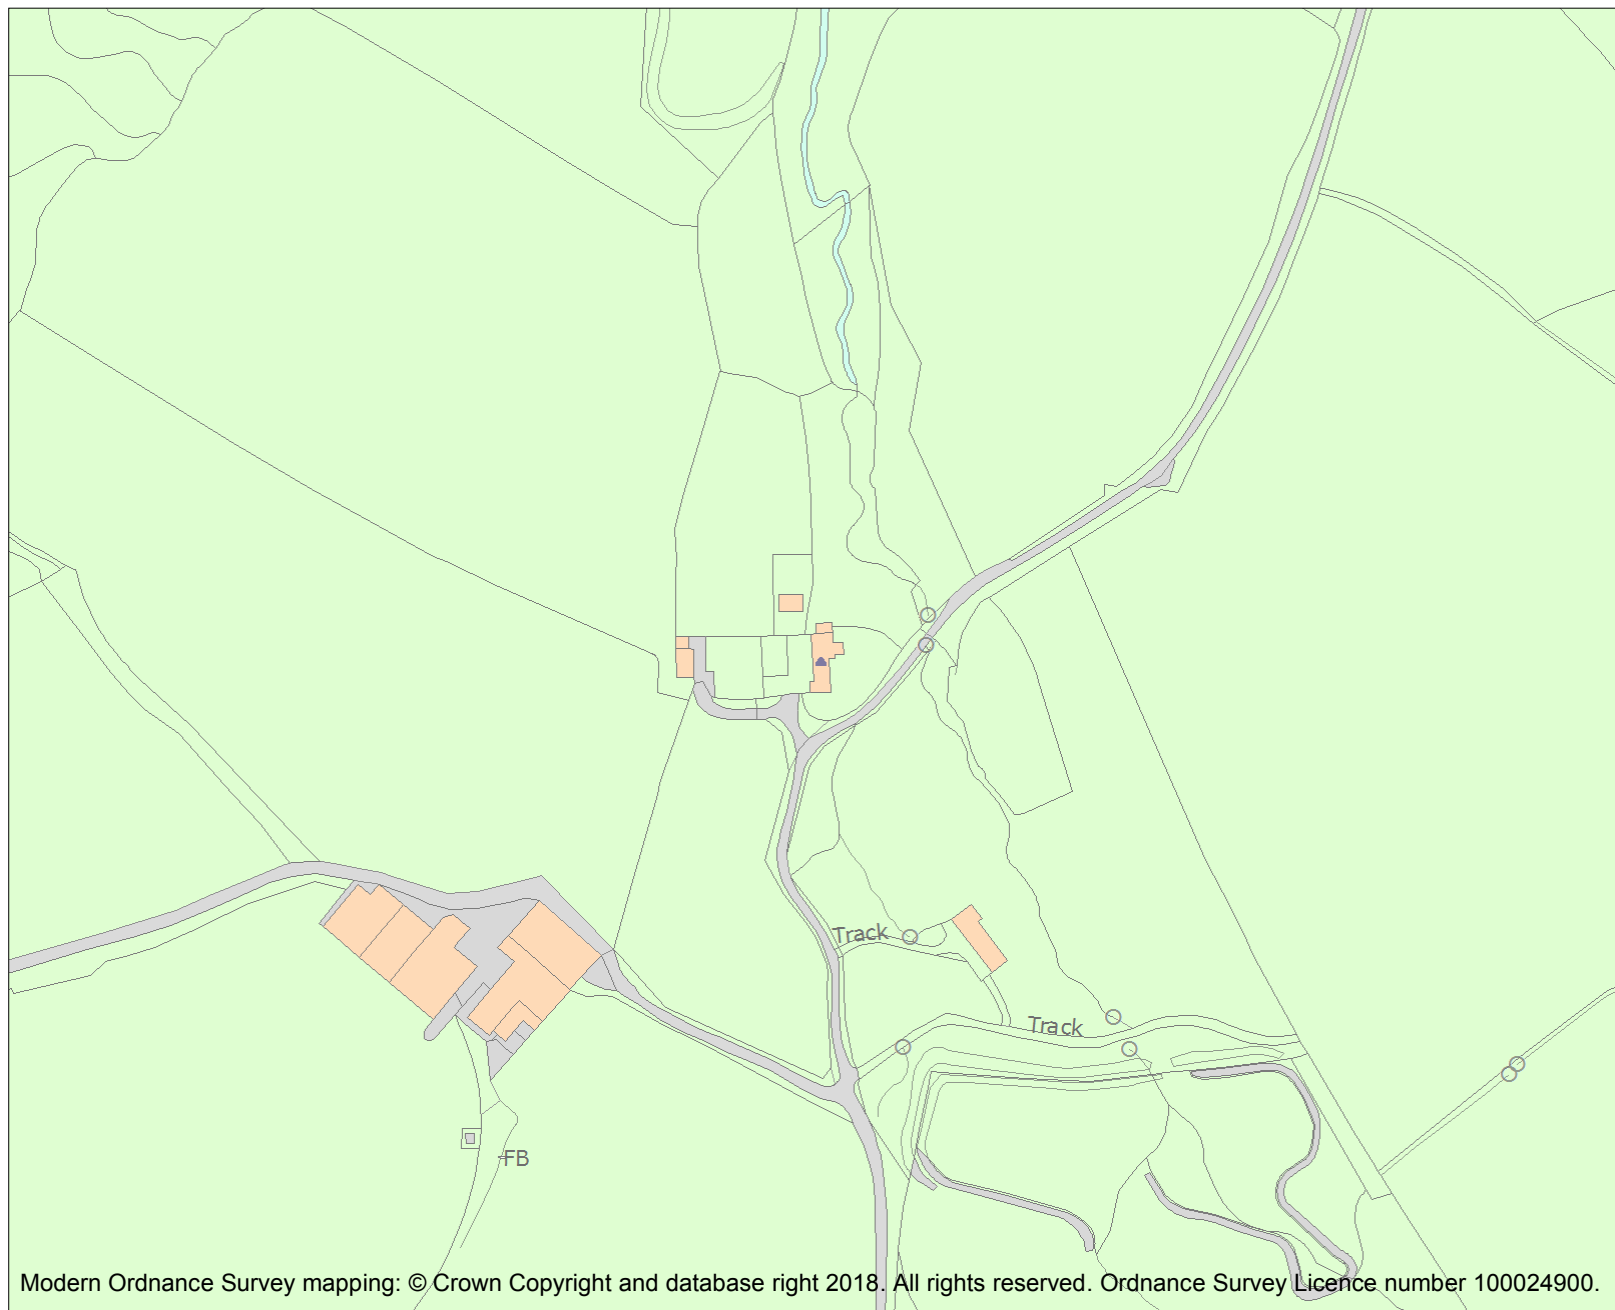 Track
Track
FB
Modern Ordnance Survey mapping: © Crown Copyright and database right 2018. All rights reserved. Ordnance Survey Licence number 100024900.